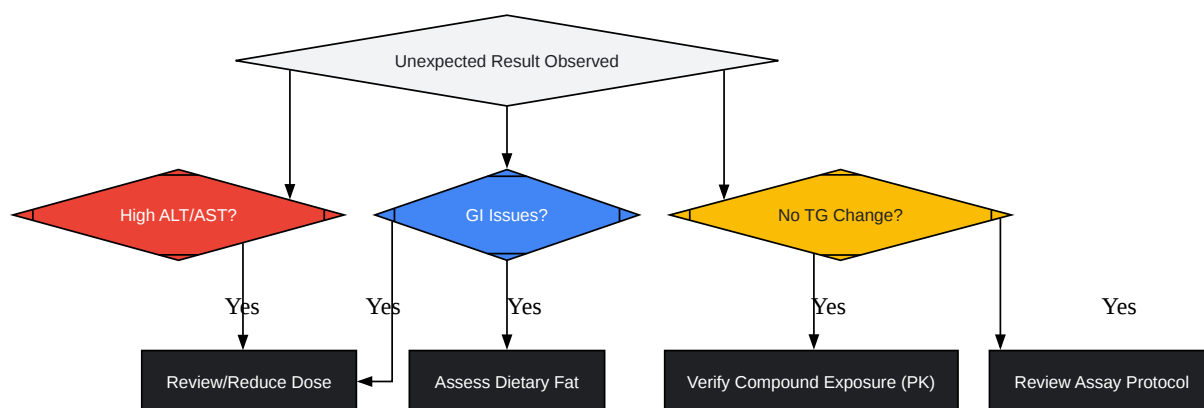 Unexpected Result Observed
High ALT/AST?
GI Issues?
No TG Change?
Yes
Yes
Yes
Yes
Yes
Review/Reduce Dose
Assess Dietary Fat
Verify Compound Exposure (PK)
Review Assay Protocol